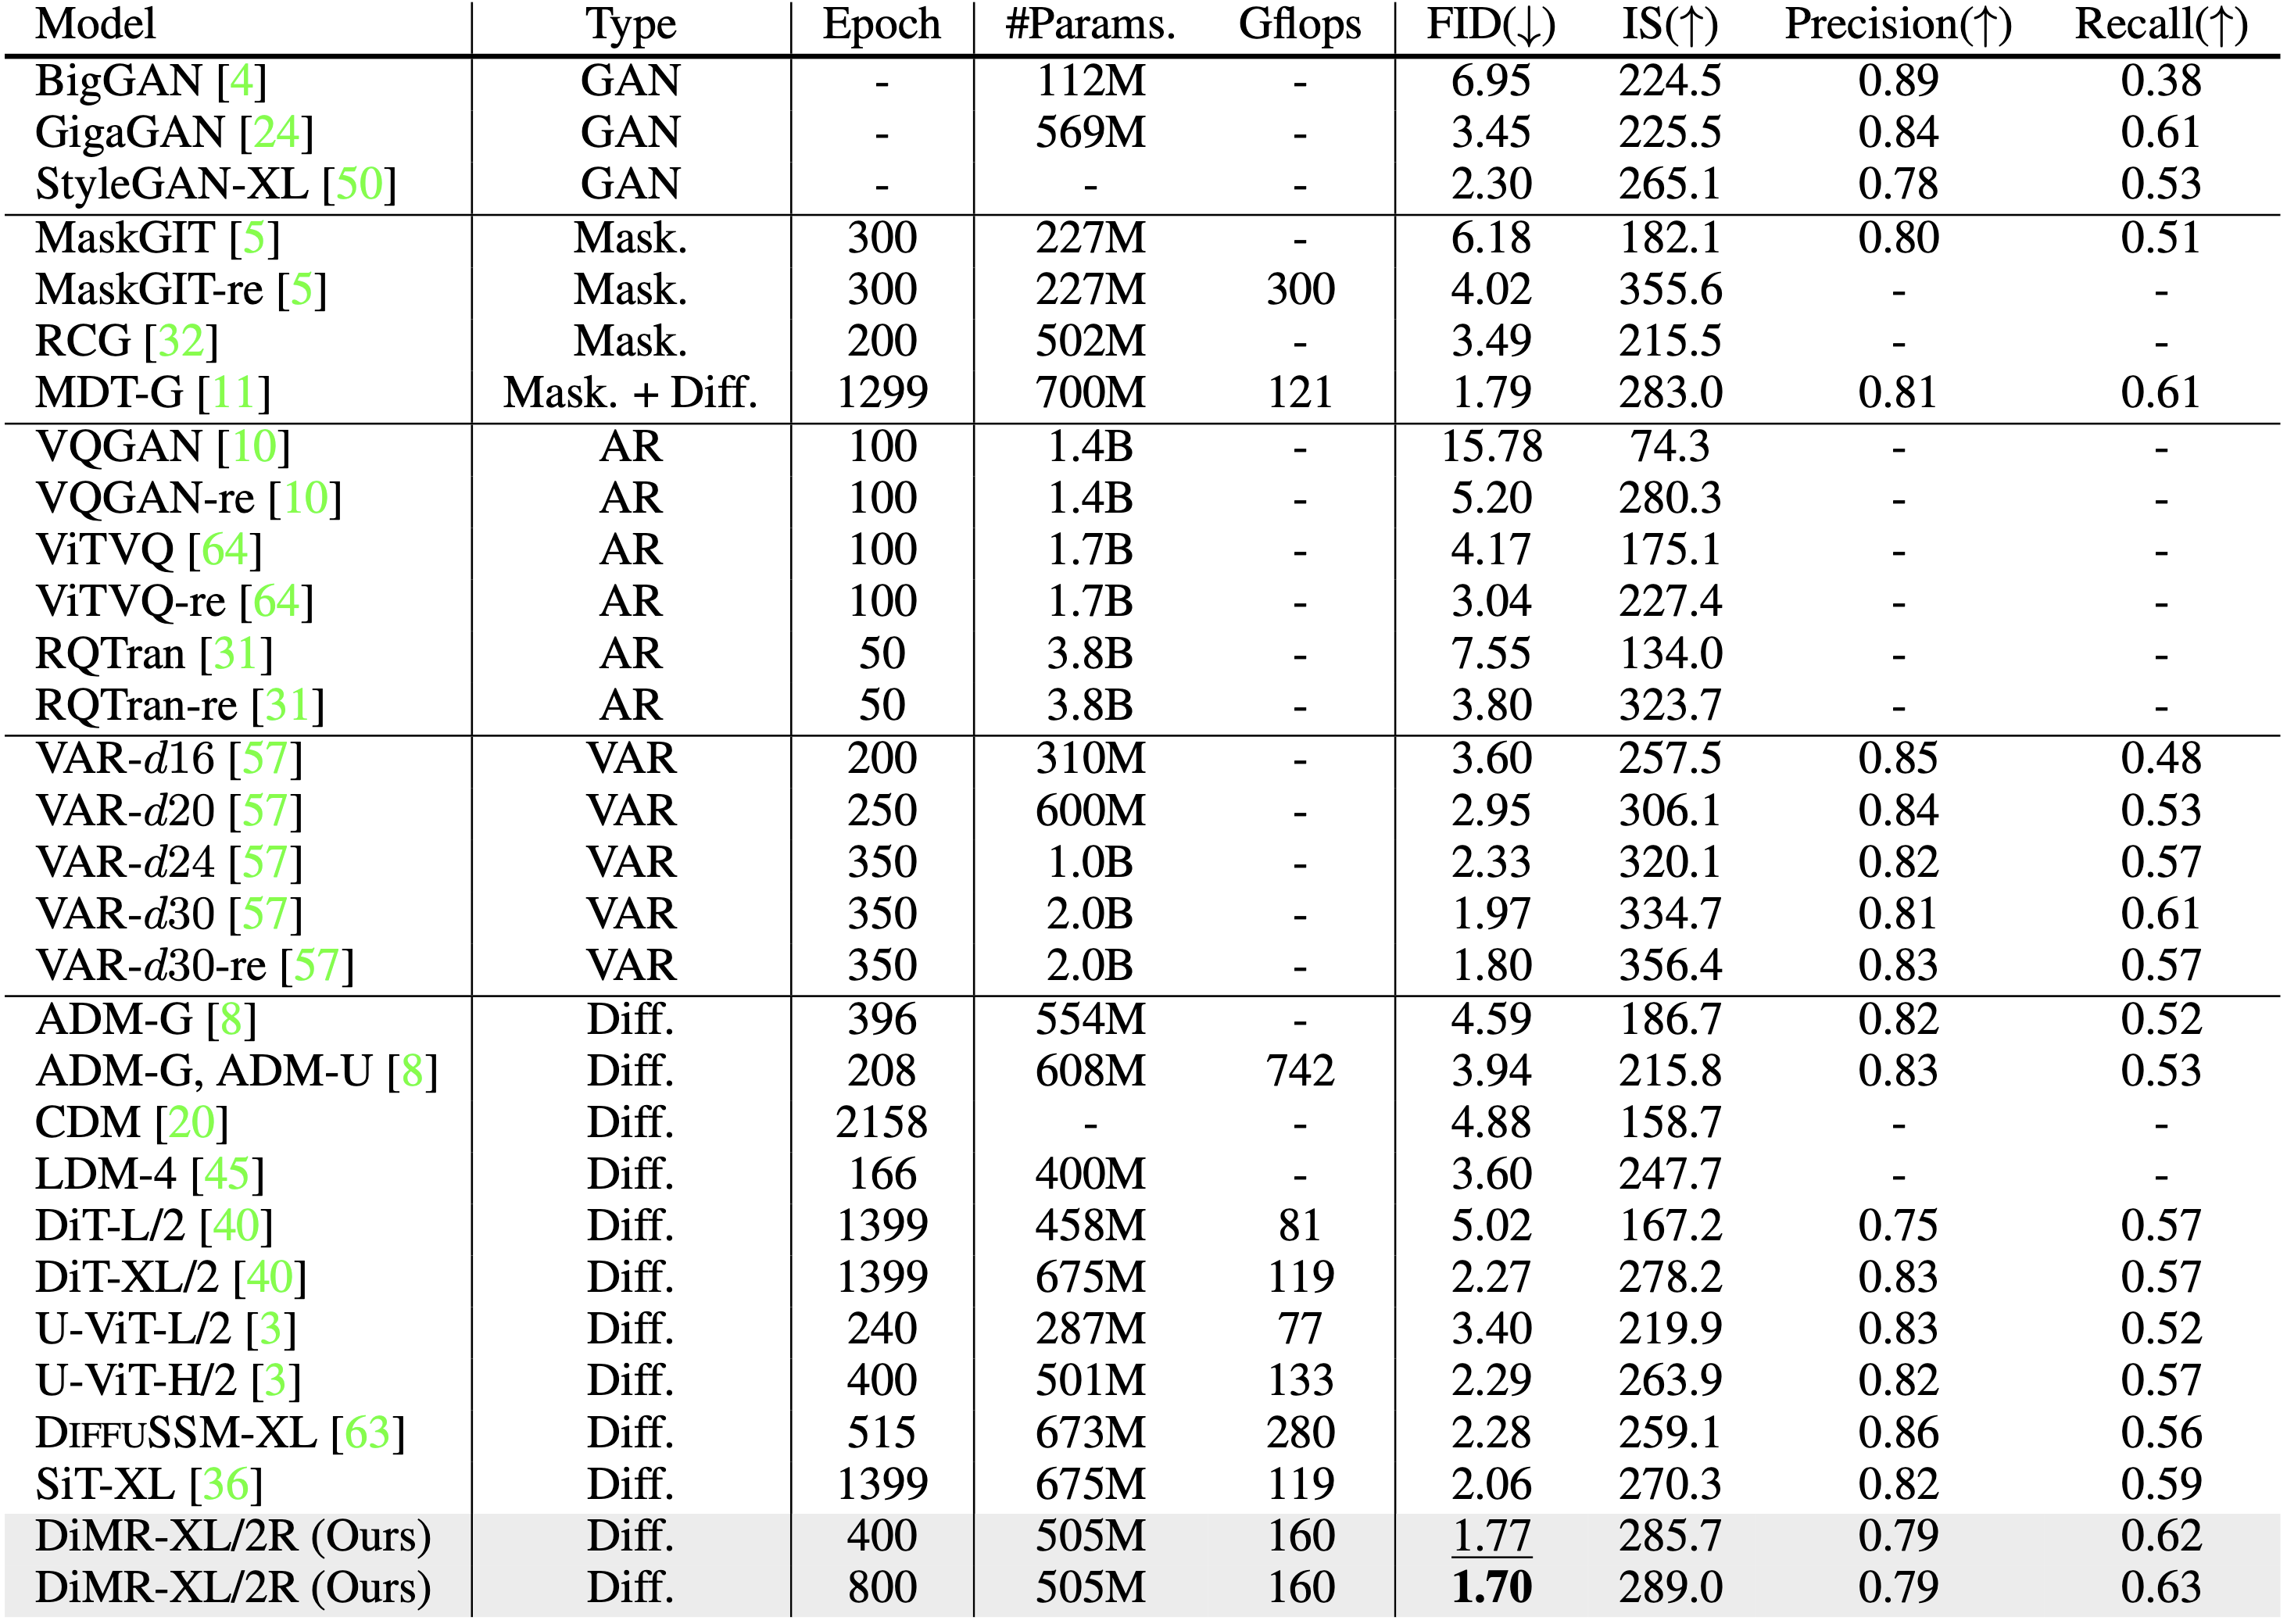 Model Type Epoch #Params. Gflops FID(↓) IS(↑) Precision(↑) Recall(↑)
BigGAN [4] GAN - 112M - 6.95 224.5 0.89 0.38
GigaGAN [24] GAN - 569M - 3.45 225.5 0.84 0.61
StyleGAN-XL [50] GAN - - - 2.30 265.1 0.78 0.53
MaskGIT [5] Mask. 300 227M - 6.18 182.1 0.80 0.51
MaskGIT-re [5] Mask. 300 227M 300 4.02 355.6 - -
RCG [32] Mask. 200 502M - 3.49 215.5 - -
MDT-G [11] Mask. + Diff. 1299 700M 121 1.79 283.0 0.81 0.61
VQGAN [10] AR 100 1.4B - 15.78 74.3 - -
VQGAN-re [10] AR 100 1.4B - 5.20 280.3 - -
ViTVQ [64] AR 100 1.7B - 4.17 175.1 - -
ViTVQ-re [64] AR 100 1.7B - 3.04 227.4 - -
RQTran [31] AR 50 3.8B - 7.55 134.0 - -
RQTran-re [31] AR 50 3.8B - 3.80 323.7 - -
VAR-d16 [57] VAR 200 310M - 3.60 257.5 0.85 0.48
VAR-d20 [57] VAR 250 600M - 2.95 306.1 0.84 0.53
VAR-d24 [57] VAR 350 1.0B - 2.33 320.1 0.82 0.57
VAR-d30 [57] VAR 350 2.0B - 1.97 334.7 0.81 0.61
VAR-d30-re [57] VAR 350 2.0B - 1.80 356.4 0.83 0.57
ADM-G [8] Diff. 396 554M - 4.59 186.7 0.82 0.52
ADM-G, ADM-U [8] Diff. 208 608M 742 3.94 215.8 0.83 0.53
CDM [20] Diff. 2158 - - 4.88 158.7 - -
LDM-4 [45] Diff. 166 400M - 3.60 247.7 - -
DiT-L/2 [40] Diff. 1399 458M 81 5.02 167.2 0.75 0.57
DiT-XL/2 [40] Diff. 1399 675M 119 2.27 278.2 0.83 0.57
U-ViT-L/2 [3] Diff. 240 287M 77 3.40 219.9 0.83 0.52
U-ViT-H/2 [3] Diff. 400 501M 133 2.29 263.9 0.82 0.57
DIFFUSSM-XL [63] Diff. 515 673M 280 2.28 259.1 0.86 0.56
SiT-XL [36] Diff. 1399 675M 119 2.06 270.3 0.82 0.59
DiMR-XL/2R (Ours) Diff. 400 505M 160 1.77 285.7 0.79 0.62
DiMR-XL/2R (Ours) Diff. 800 505M 160 1.70 289.0 0.79 0.63